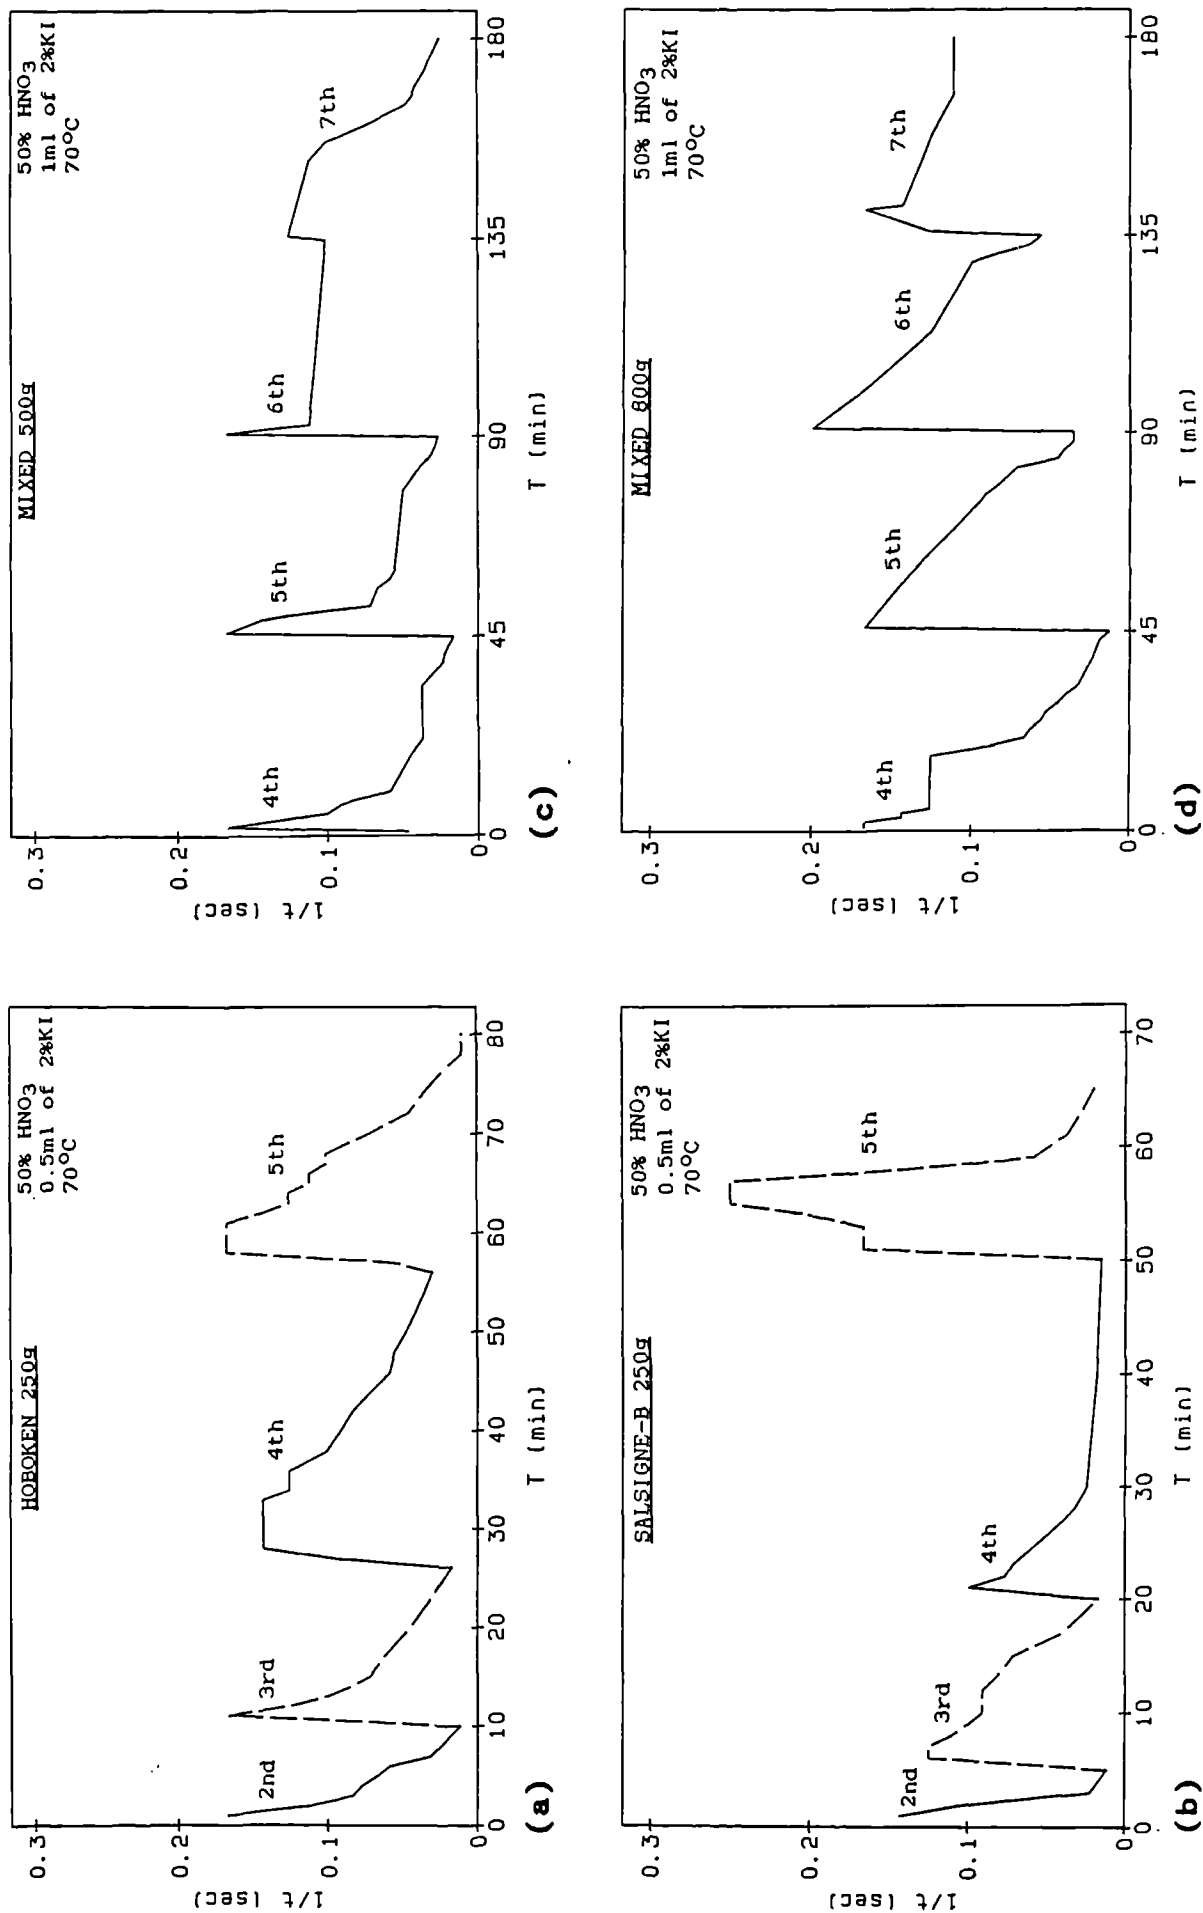 HOBOKEN 250g
50% HNO3
0.5ml of 2%KI
70°C
0.3
0.2
0.1
0
1/t (sec)
2nd
3rd
4th
5th
0 10 20 30 40 50 60 70 80
T (min)
(a)
SALSIGNE-B 250g
50% HNO3
0.5ml of 2%KI
70°C
0.3
0.2
0.1
0
1/t (sec)
2nd
3rd
4th
5th
0 10 20 30 40 50 60 70
T (min)
(b)
MIXED 500g
50% HNO3
1ml of 2%KI
70°C
0.3
0.2
0.1
0
1/t (sec)
4th
5th
6th
7th
0 45 90 135 180
T (min)
(c)
MIXED 800g
50% HNO3
1ml of 2%KI
70°C
0.3
0.2
0.1
0
1/t (sec)
4th
5th
6th
7th
0 45 90 135 180
T (min)
(d)